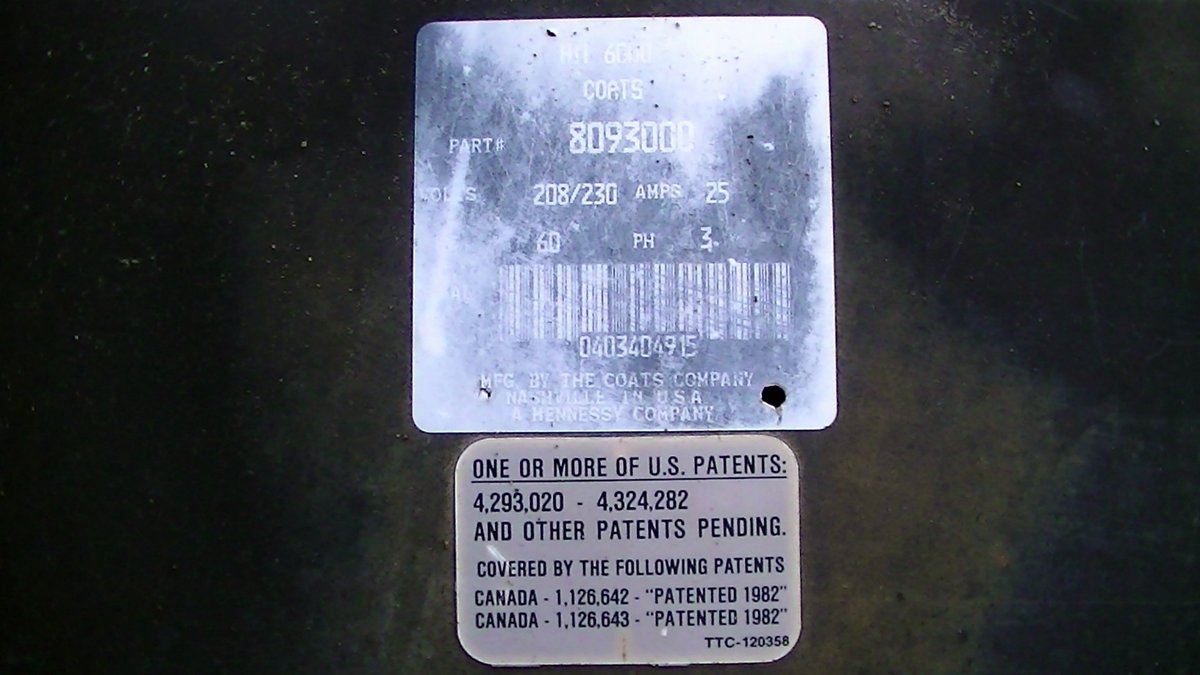 6000
COATS
PART# 8093000
VOLTS 208/230 AMPS 25
60 PH 3
0403404915
MFG. BY THE COATS COMPANY
NASHVILLE TN U.S.A
A HENNESSY COMPANY
ONE OR MORE OF U.S. PATENTS:
4,293,020 - 4,324,282
AND OTHER PATENTS PENDING.
COVERED BY THE FOLLOWING PATENTS
CANADA - 1,126,642 - "PATENTED 1982"
CANADA - 1,126,643 - "PATENTED 1982"
TTC-120358